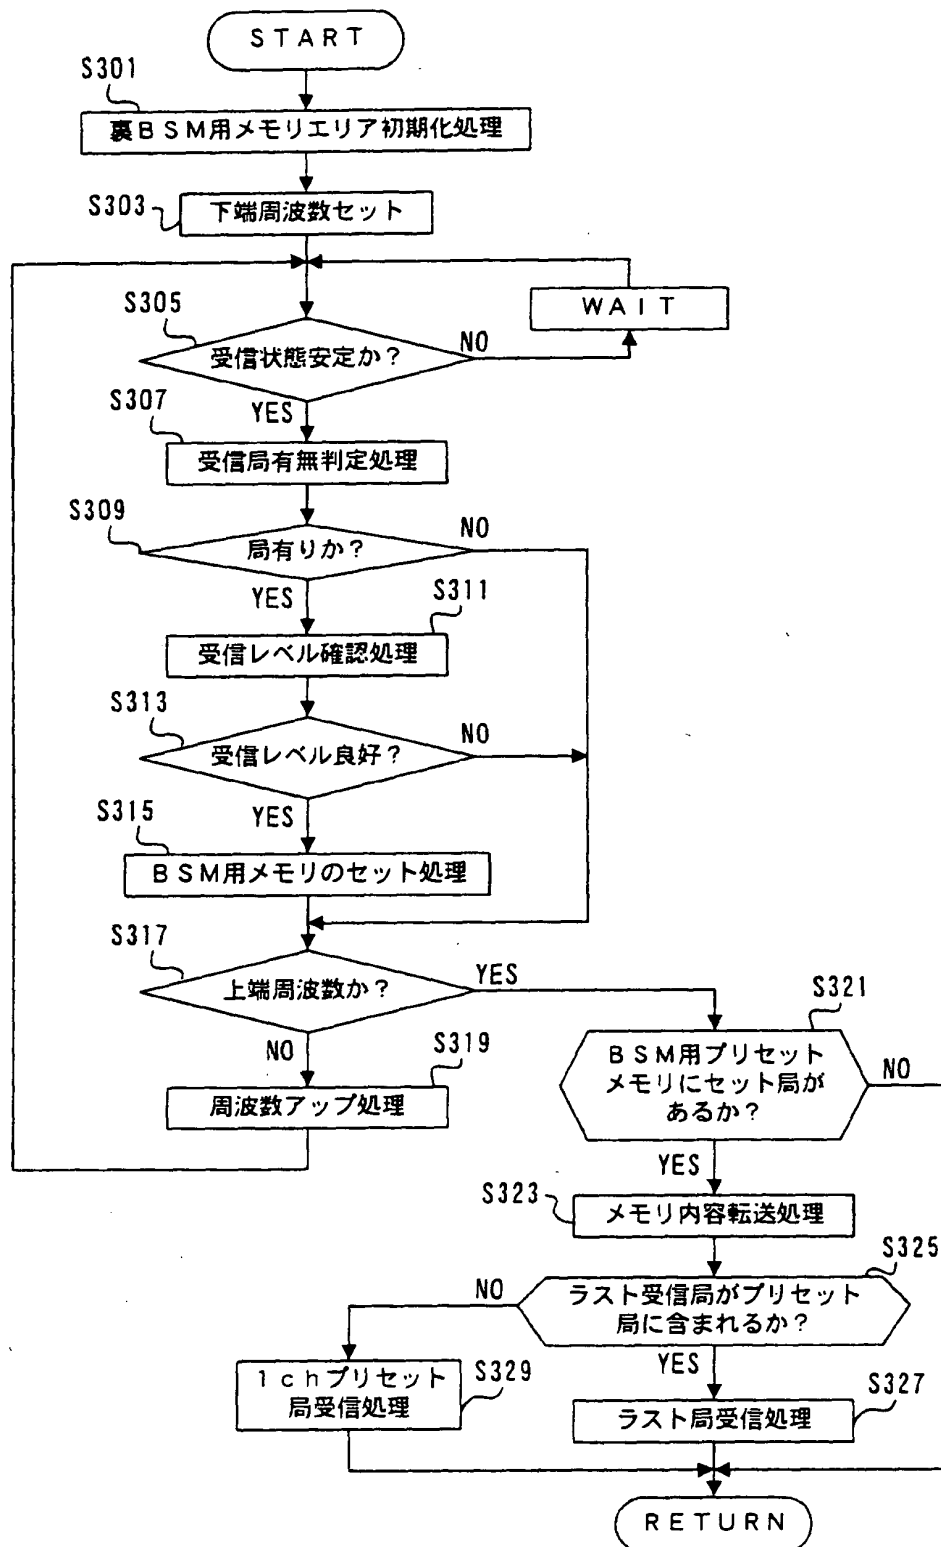 START
S301
裏BSM用メモリエリア初期化処理
S303
下端周波数セット
WAIT
S305
受信状態安定か?
NO
YES
S307
受信局有無判定処理
S309
局有りか?
NO
YES
S311
受信レベル確認処理
S313
受信レベル良好?
NO
YES
S315
BSM用メモリのセット処理
S317
上端周波数か?
YES
NO
S319
周波数アップ処理
S321
BSM用プリセット
メモリにセット局が
あるか?
NO
YES
S323
メモリ内容転送処理
S325
ラスト受信局がプリセット
局に含まれるか?
NO
YES
S329
1chプリセット
局受信処理
S327
ラスト局受信処理
RETURN